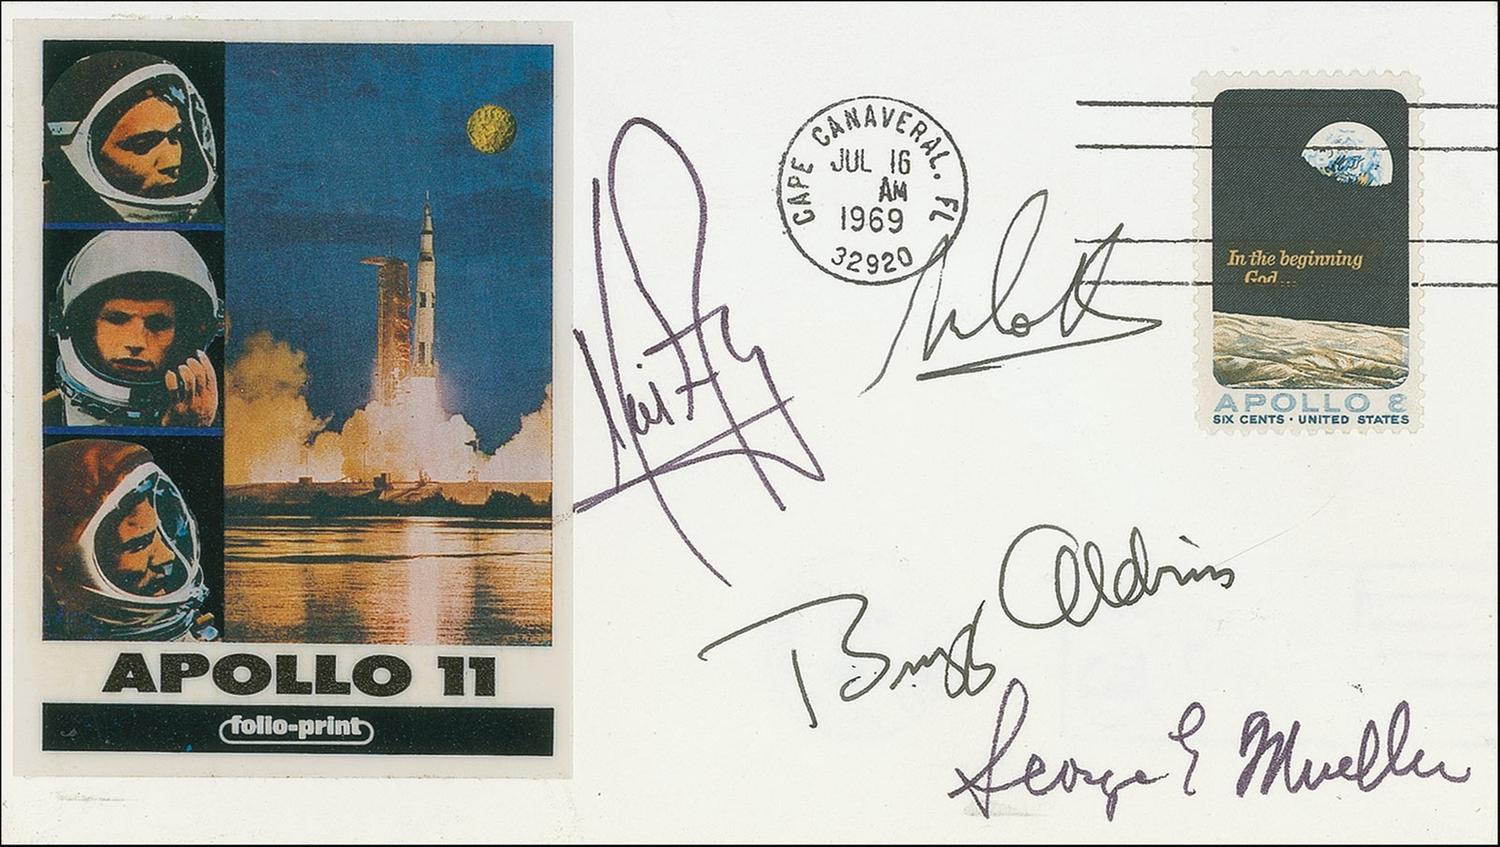 APOLLO 11
folio-print
CAPE CANAVERAL, FL
JUL 16
AM
1969
32920
In the beginning
God...
APOLLO 8
SIX CENTS · UNITED STATES
Buzz Aldrin
George E Mueller